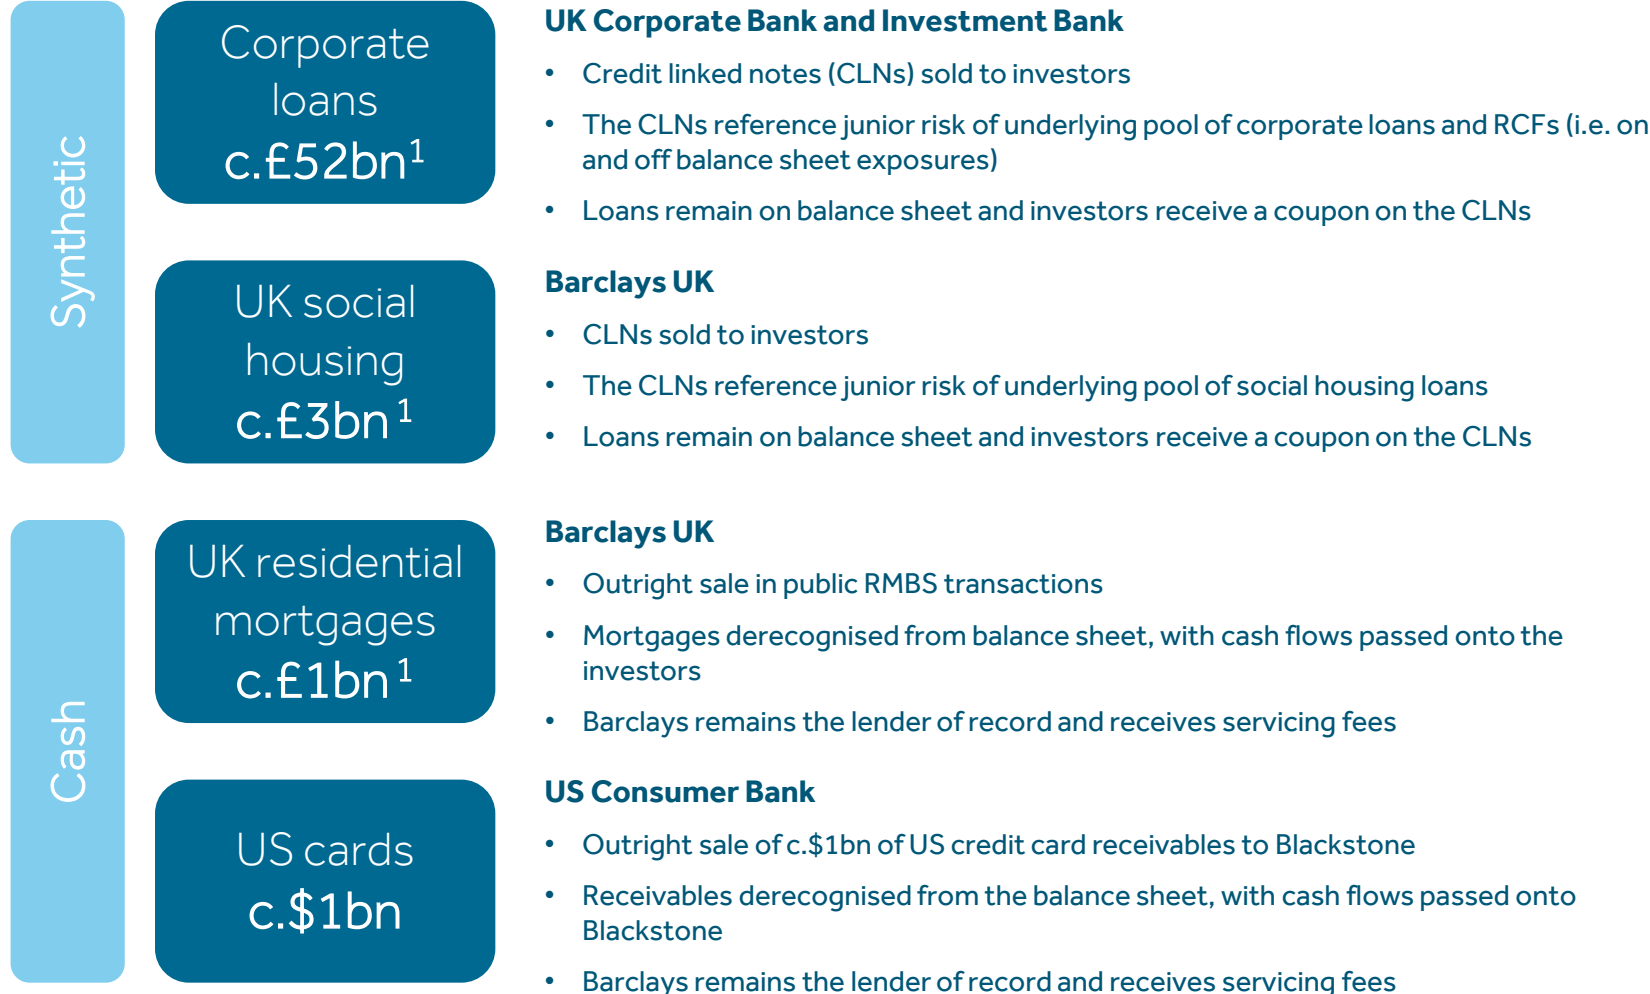 Synthetic
Corporate
loans
c.£52bn¹
UK Corporate Bank and Investment Bank
• Credit linked notes (CLNs) sold to investors
• The CLNs reference junior risk of underlying pool of corporate loans and RCFs (i.e. on
and off balance sheet exposures)
• Loans remain on balance sheet and investors receive a coupon on the CLNs
UK social
housing
c.£3bn¹
Barclays UK
• CLNs sold to investors
• The CLNs reference junior risk of underlying pool of social housing loans
• Loans remain on balance sheet and investors receive a coupon on the CLNs
Cash
UK residential
mortgages
c.£1bn¹
Barclays UK
• Outright sale in public RMBS transactions
• Mortgages derecognised from balance sheet, with cash flows passed onto the
investors
• Barclays remains the lender of record and receives servicing fees
US cards
c.$1bn
US Consumer Bank
• Outright sale of c.$1bn of US credit card receivables to Blackstone
• Receivables derecognised from the balance sheet, with cash flows passed onto
Blackstone
• Barclays remains the lender of record and receives servicing fees